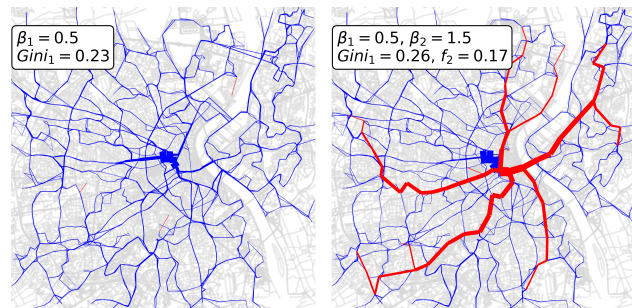 β₁ = 0.5
Gini₁ = 0.23
β₁ = 0.5, β₂ = 1.5
Gini₁ = 0.26, f₂ = 0.17